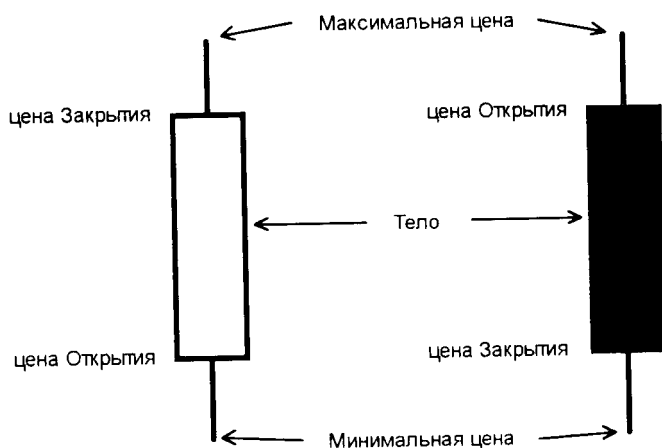 Максимальная цена
цена Закрытия
цена Открытия
Тело
цена Открытия
цена Закрытия
Минимальная цена